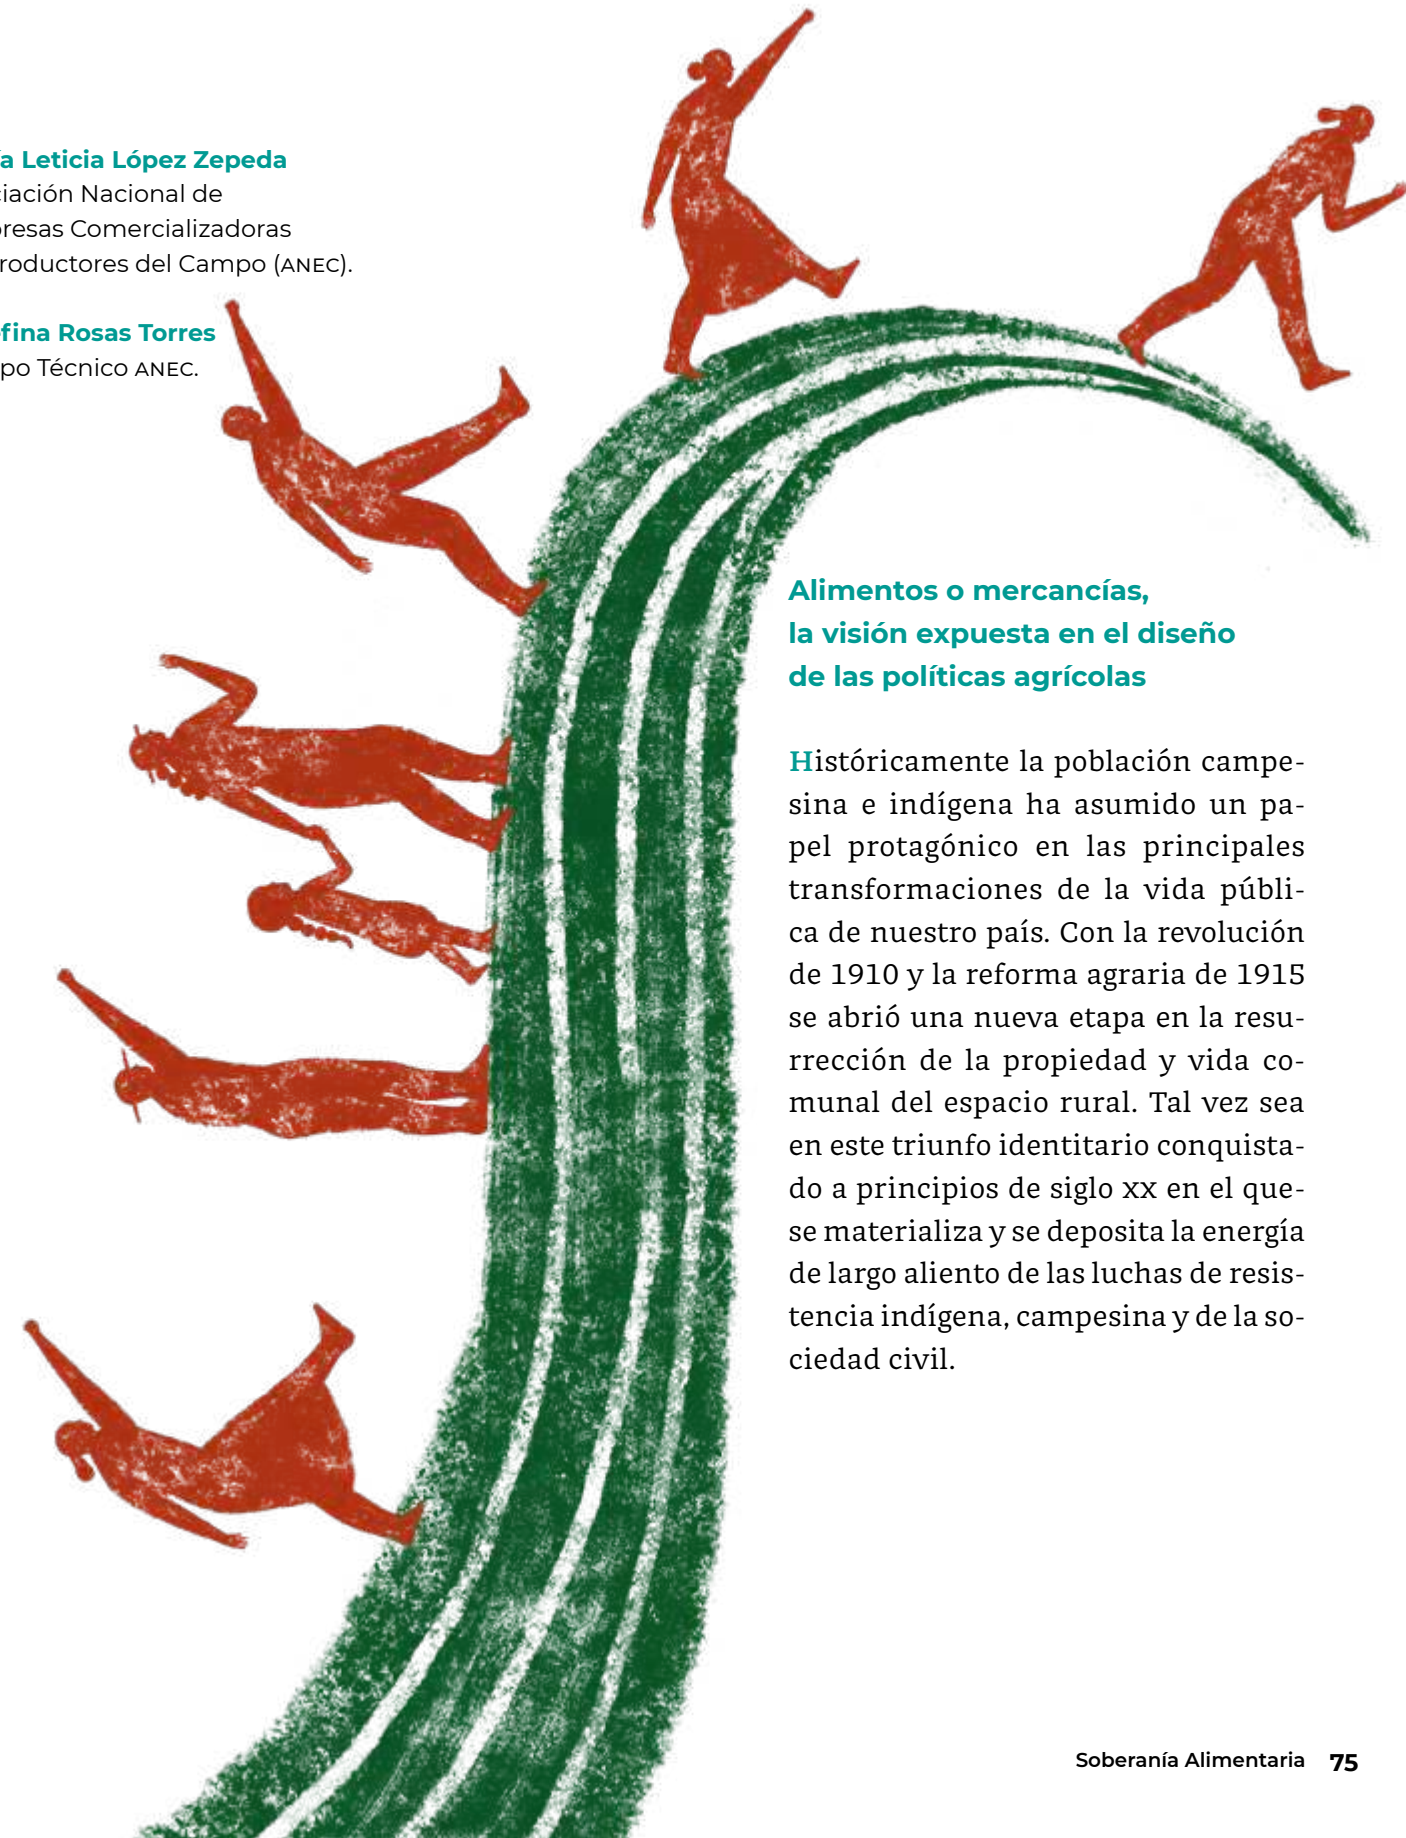 ía Leticia López Zepeda
ciación Nacional de
presas Comercializadoras
roductores del Campo (ANEC).
fina Rosas Torres
po Técnico ANEC.
Alimentos o mercancías,
la visión expuesta en el diseño
de las políticas agrícolas
Históricamente la población campe-
sina e indígena ha asumido un pa-
pel protagónico en las principales
transformaciones de la vida públi-
ca de nuestro país. Con la revolución
de 1910 y la reforma agraria de 1915
se abrió una nueva etapa en la resu-
rrección de la propiedad y vida co-
munal del espacio rural. Tal vez sea
en este triunfo identitario conquista-
do a principios de siglo XX en el que-
se materializa y se deposita la energía
de largo aliento de las luchas de resis-
tencia indígena, campesina y de la so-
ciedad civil.
Soberanía Alimentaria 75